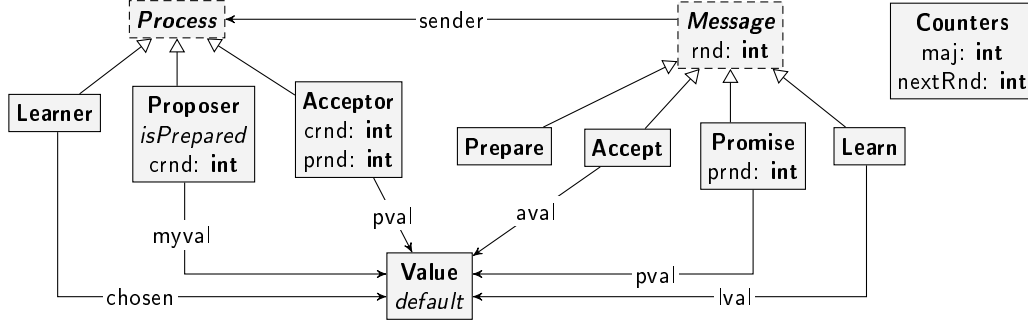 Process
sender
Message
rnd: int
Counters
maj: int
nextRnd: int
Learner
Proposer
isPrepared
crnd: int
Acceptor
crnd: int
prnd: int
Prepare
Accept
Promise
prnd: int
Learn
myval
pval
aval
Value
default
pval
chosen
lval